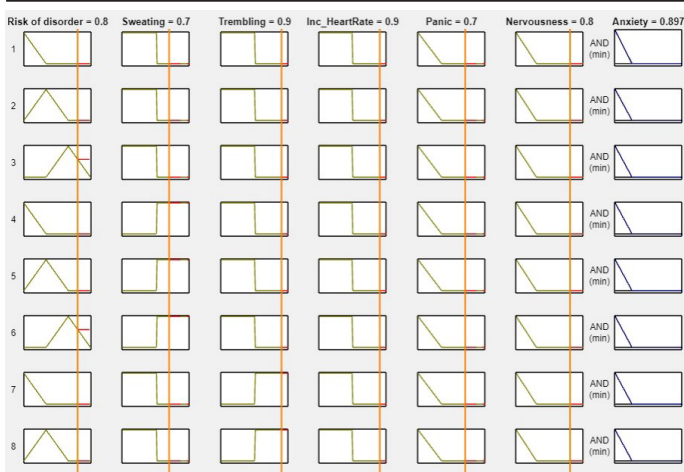 Risk of disorder = 0.8 Sweating = 0.7 Trembling = 0.9 Inc_HeartRate = 0.9 Panic = 0.7 Nervousness = 0.8 Anxiety = 0.897
1 AND
(min)
2 AND
(min)
3 AND
(min)
4 AND
(min)
5 AND
(min)
6 AND
(min)
7 AND
(min)
8 AND
(min)